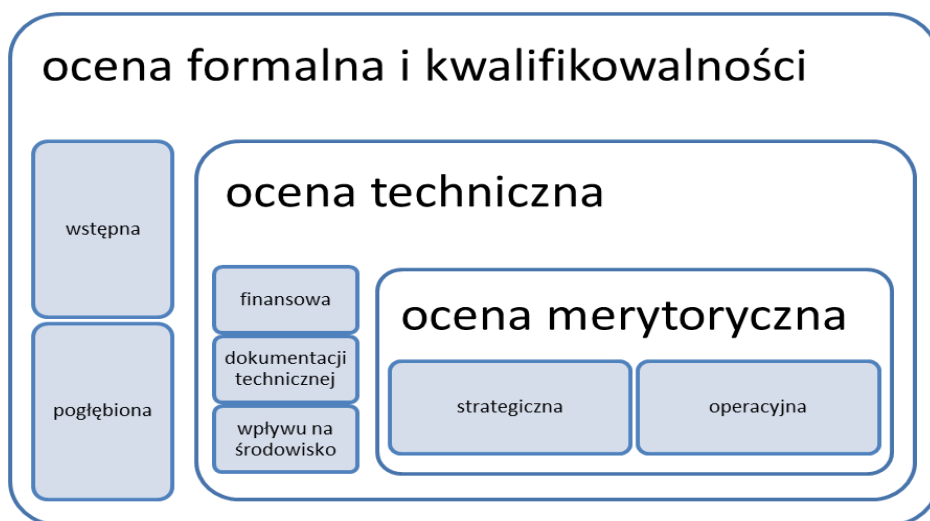 ocena formalna i kwalifikowalności
wstępna
pogłębiona
ocena techniczna
finansowa
dokumentacji
technicznej
wpływu na
środowisko
ocena merytoryczna
strategiczna
operacyjna